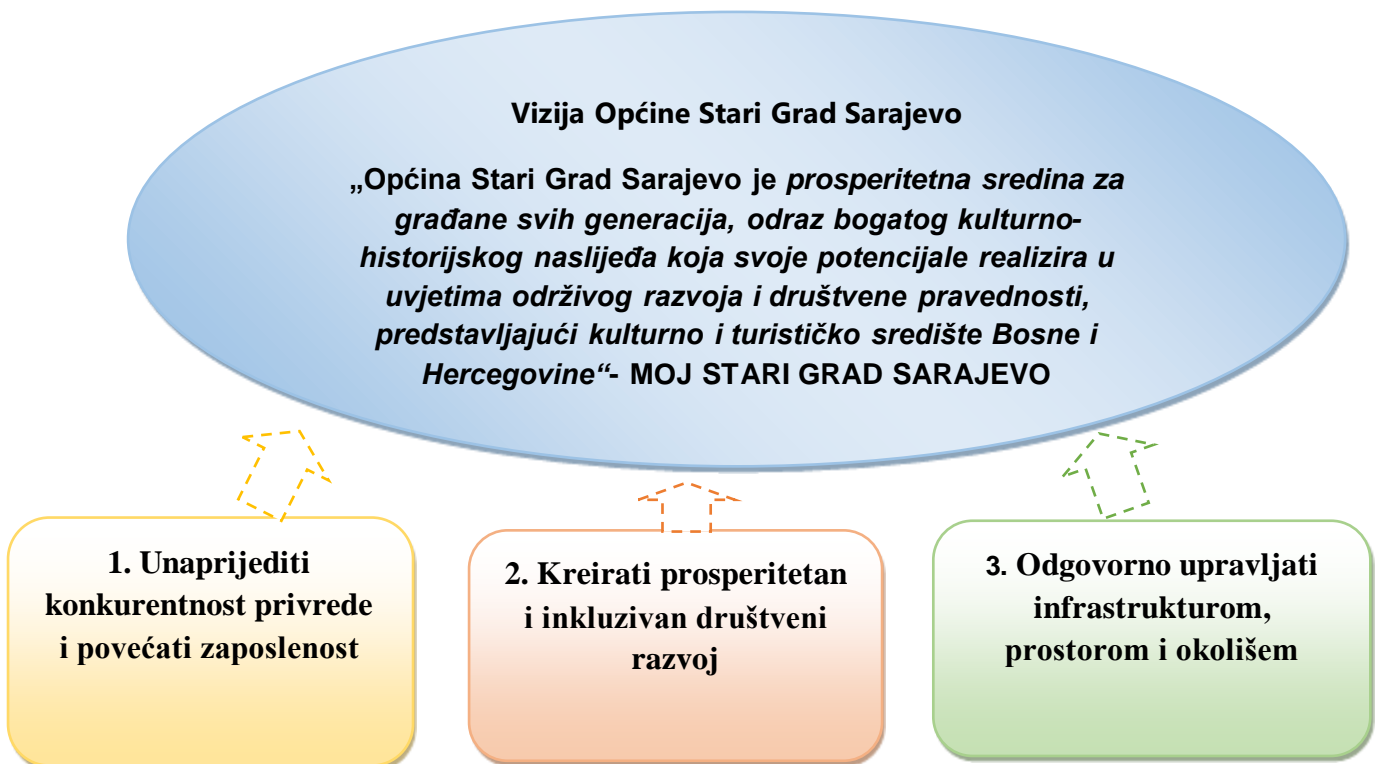 Vizija Općine Stari Grad Sarajevo
„Općina Stari Grad Sarajevo je prosperitetna sredina za
građane svih generacija, odraz bogatog kulturno-
historijskog naslijeđa koja svoje potencijale realizira u
uvjetima održivog razvoja i društvene pravednosti,
predstavljajući kulturno i turističko središte Bosne i
Hercegovine“- MOJ STARI GRAD SARAJEVO
1. Unaprijediti
konkurentnost privrede
i povećati zaposlenost
2. Kreirati prosperitetan
i inkluzivan društveni
razvoj
3. Odgovorno upravljati
infrastrukturom,
prostorom i okolišem